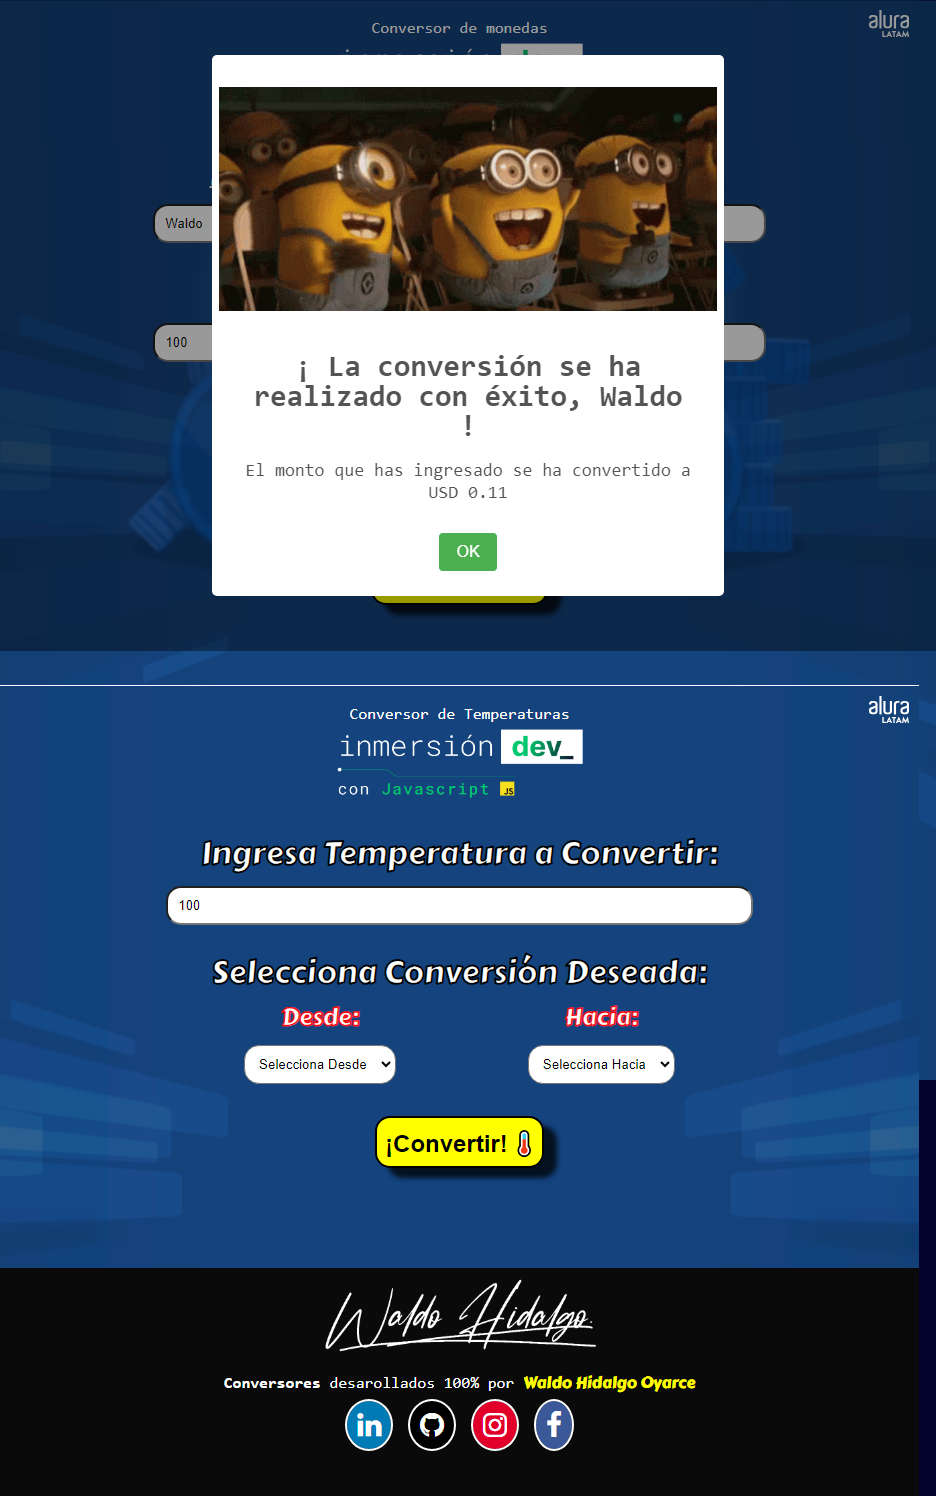 Conversor de monedas
alura
LATAM
Waldo
100
¡ La conversión se ha
realizado con éxito, Waldo
!
El monto que has ingresado se ha convertido a
USD 0.11
OK
Conversor de Temperaturas
alura
LATAM
inmersión dev_
con Javascript JS
Ingresa Temperatura a Convertir:
100
Selecciona Conversión Deseada:
Desde: Hacia:
Selecciona Desde Selecciona Hacia
¡Convertir!
Waldo Hidalgo.
Conversores desarollados 100% por Waldo Hidalgo Oyarce
in f